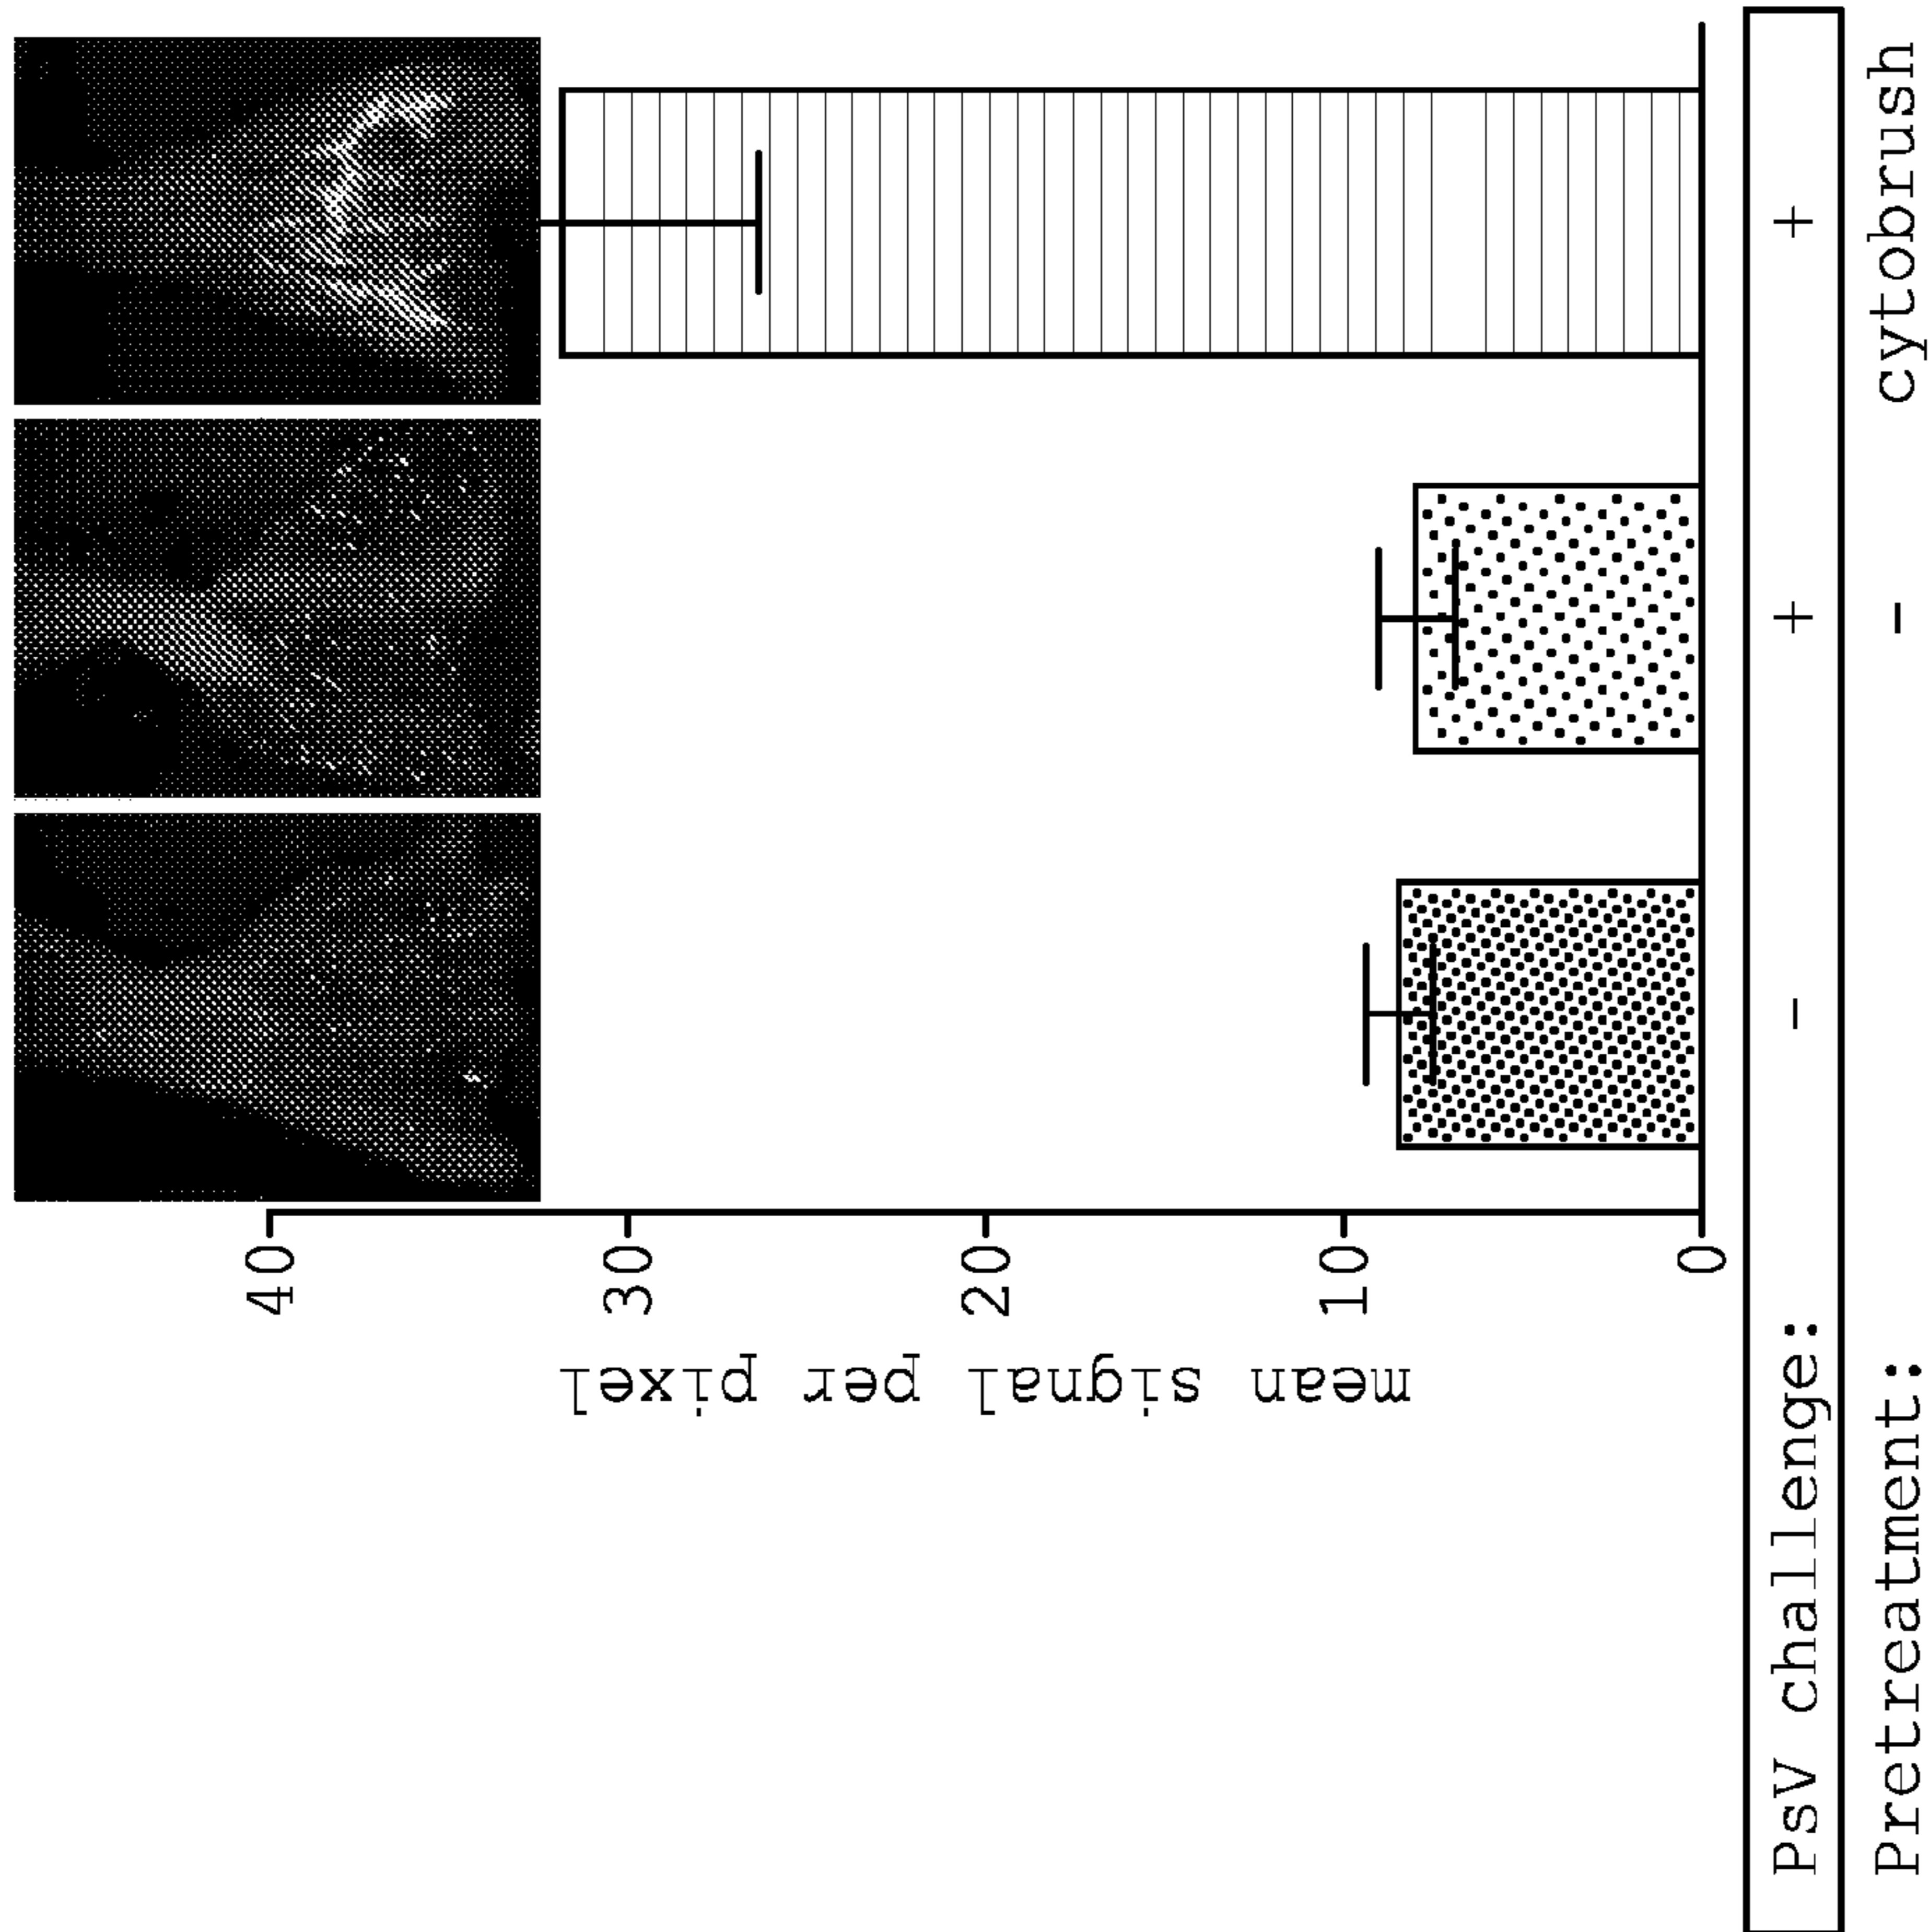 40
30
20
10
0
mean signal per pixel
PsV challenge: - + +
Pretreatment: - cytobrush